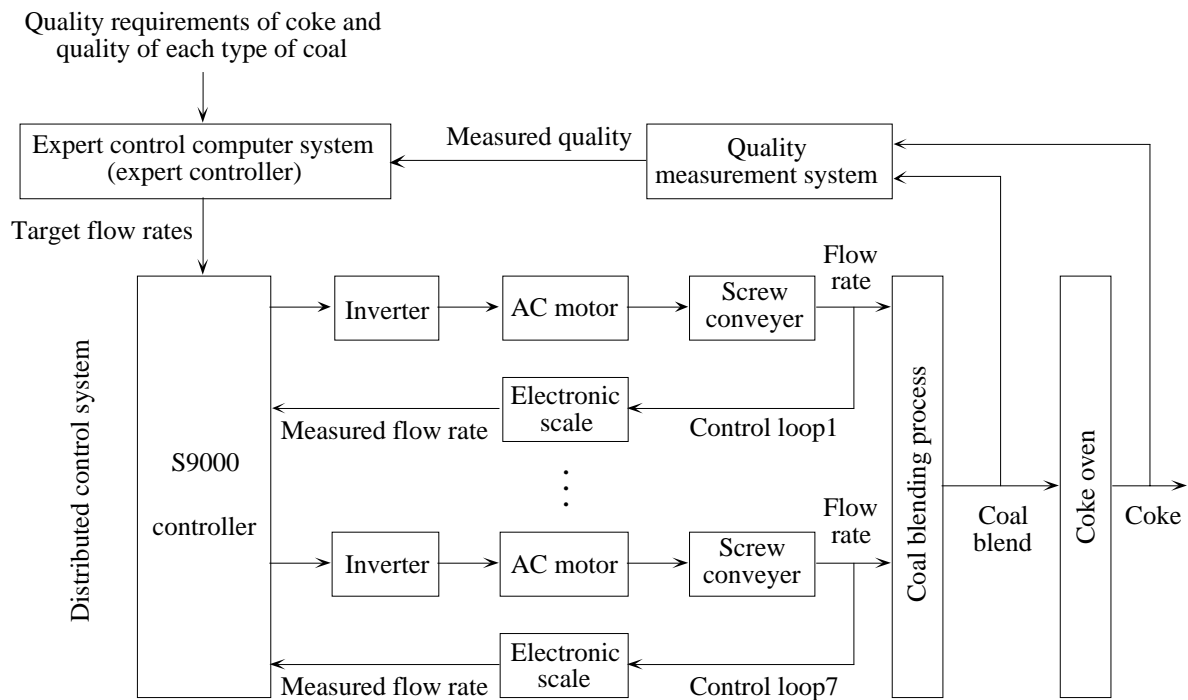 Quality requirements of coke and
quality of each type of coal
Expert control computer system
(expert controller)
Measured quality
Quality
measurement system
Target flow rates
Distributed control system
S9000
controller
Inverter
AC motor
Screw
conveyer
Flow
rate
Electronic
scale
Measured flow rate
Control loop1
Inverter
AC motor
Screw
conveyer
Flow
rate
Electronic
scale
Measured flow rate
Control loop7
Coal blending process
Coal
blend
Coke oven
Coke